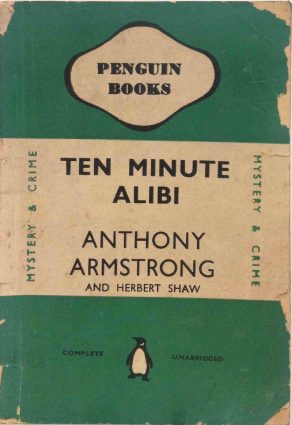 PENGUIN
BOOKS
MYSTERY & CRIME
TEN MINUTE
ALIBI
ANTHONY
ARMSTRONG
AND HERBERT SHAW
MYSTERY & CRIME
COMPLETE UNABRIDGED